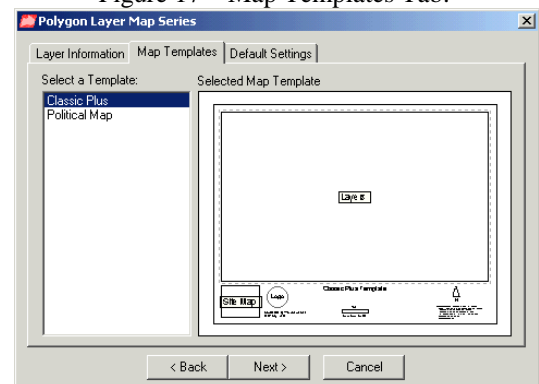 Figure 17 – Map Templates Tab.
Polygon Layer Map Series
Layer Information Map Templates Default Settings
Select a Template: Selected Map Template
Classic Plus
Political Map
Layers
Classic Plus Template
Site Map Logo
N
< Back Next > Cancel